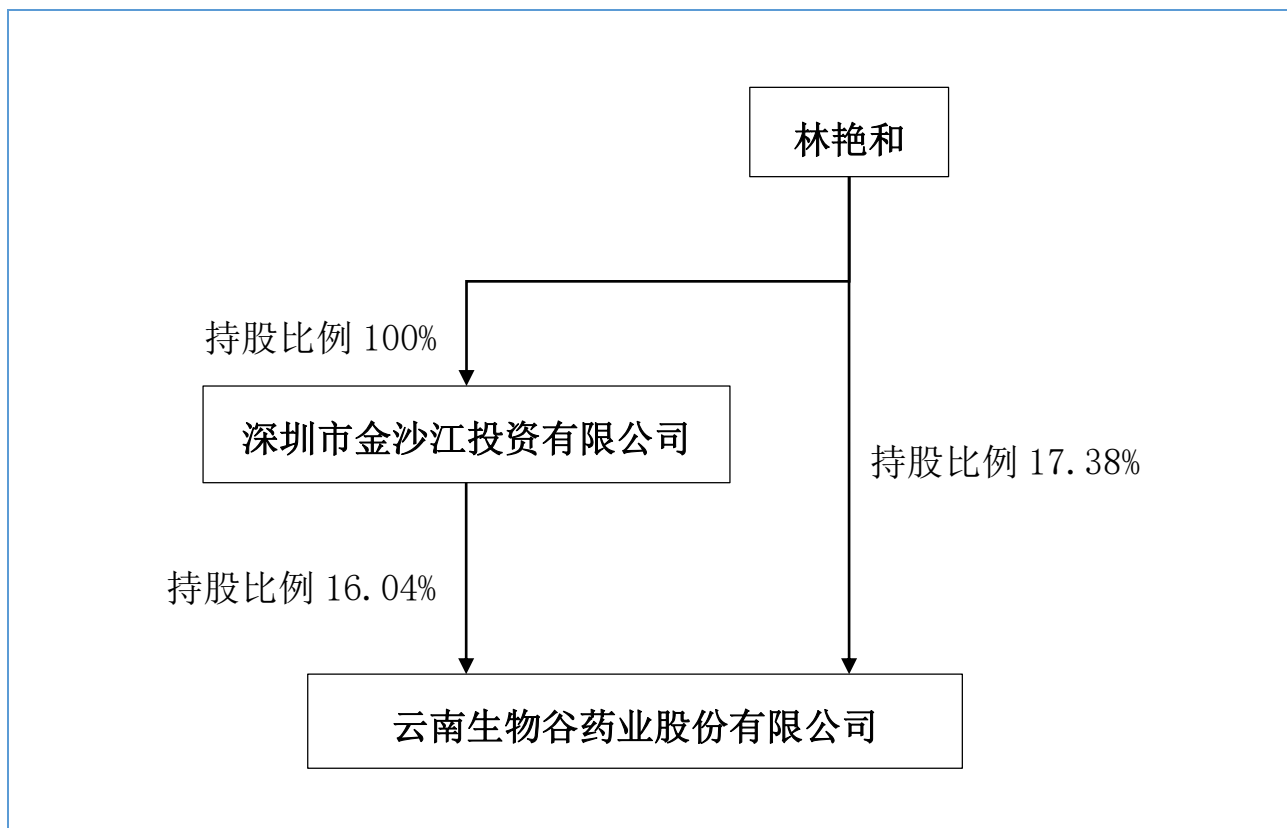 林艳和
持股比例 100%
深圳市金沙江投资有限公司
持股比例 17.38%
持股比例 16.04%
云南生物谷药业股份有限公司